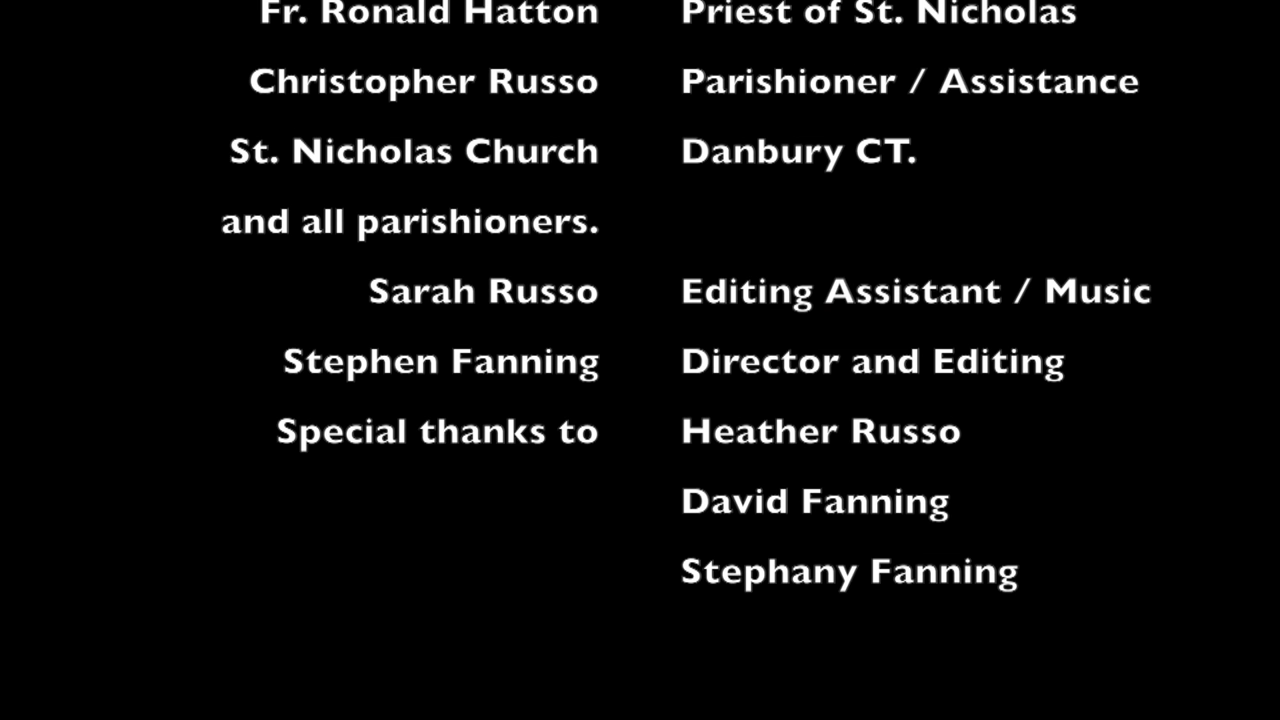 Fr. Ronald Hatton Priest of St. Nicholas
Christopher Russo Parishioner / Assistance
St. Nicholas Church Danbury CT.
and all parishioners.
Sarah Russo Editing Assistant / Music
Stephen Fanning Director and Editing
Special thanks to Heather Russo
David Fanning
Stephany Fanning